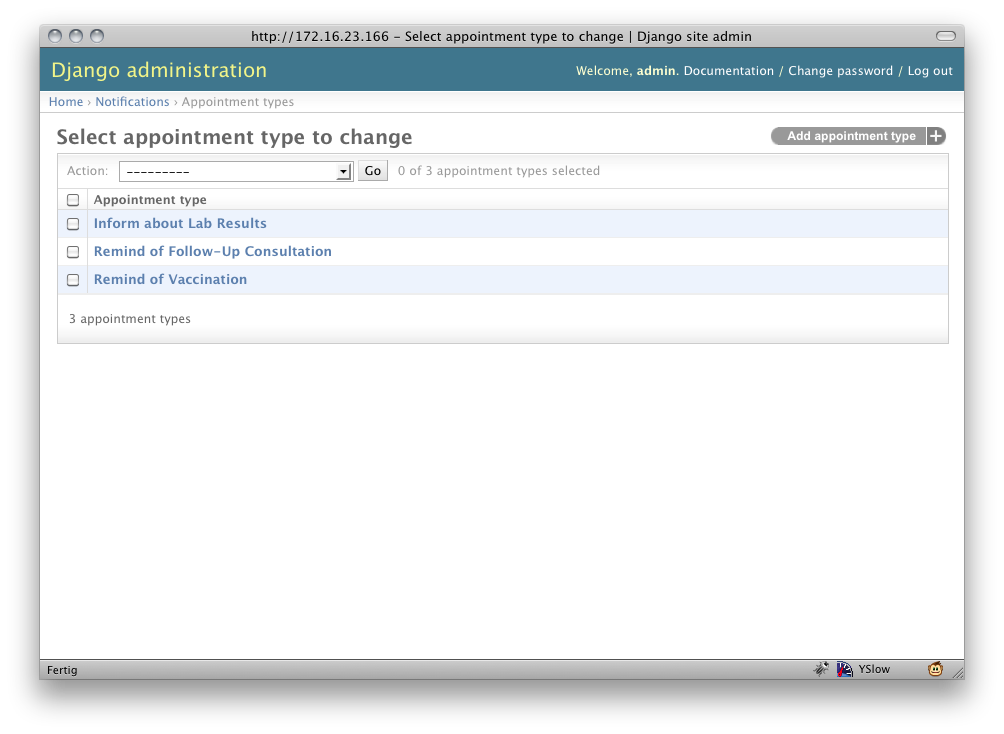 http://172.16.23.166 – Select appointment type to change | Django site admin
Django administration
Welcome, admin. Documentation / Change password / Log out
Home › Notifications › Appointment types
Select appointment type to change
Add appointment type +
Action: --------- Go 0 of 3 appointment types selected
Appointment type
Inform about Lab Results
Remind of Follow-Up Consultation
Remind of Vaccination
3 appointment types
Fertig YSlow